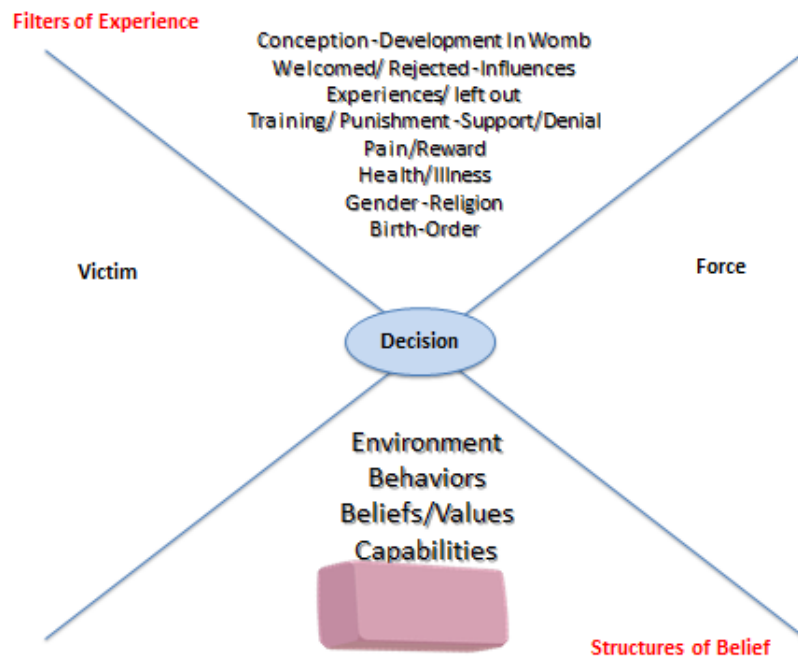 Filters of Experience
Conception-Development In Womb
Welcomed/ Rejected-Influences
Experiences/ left out
Training/ Punishment-Support/Denial
Pain/Reward
Health/Illness
Gender-Religion
Birth-Order
Victim
Force
Decision
Environment
Behaviors
Beliefs/Values
Capabilities
Structures of Belief